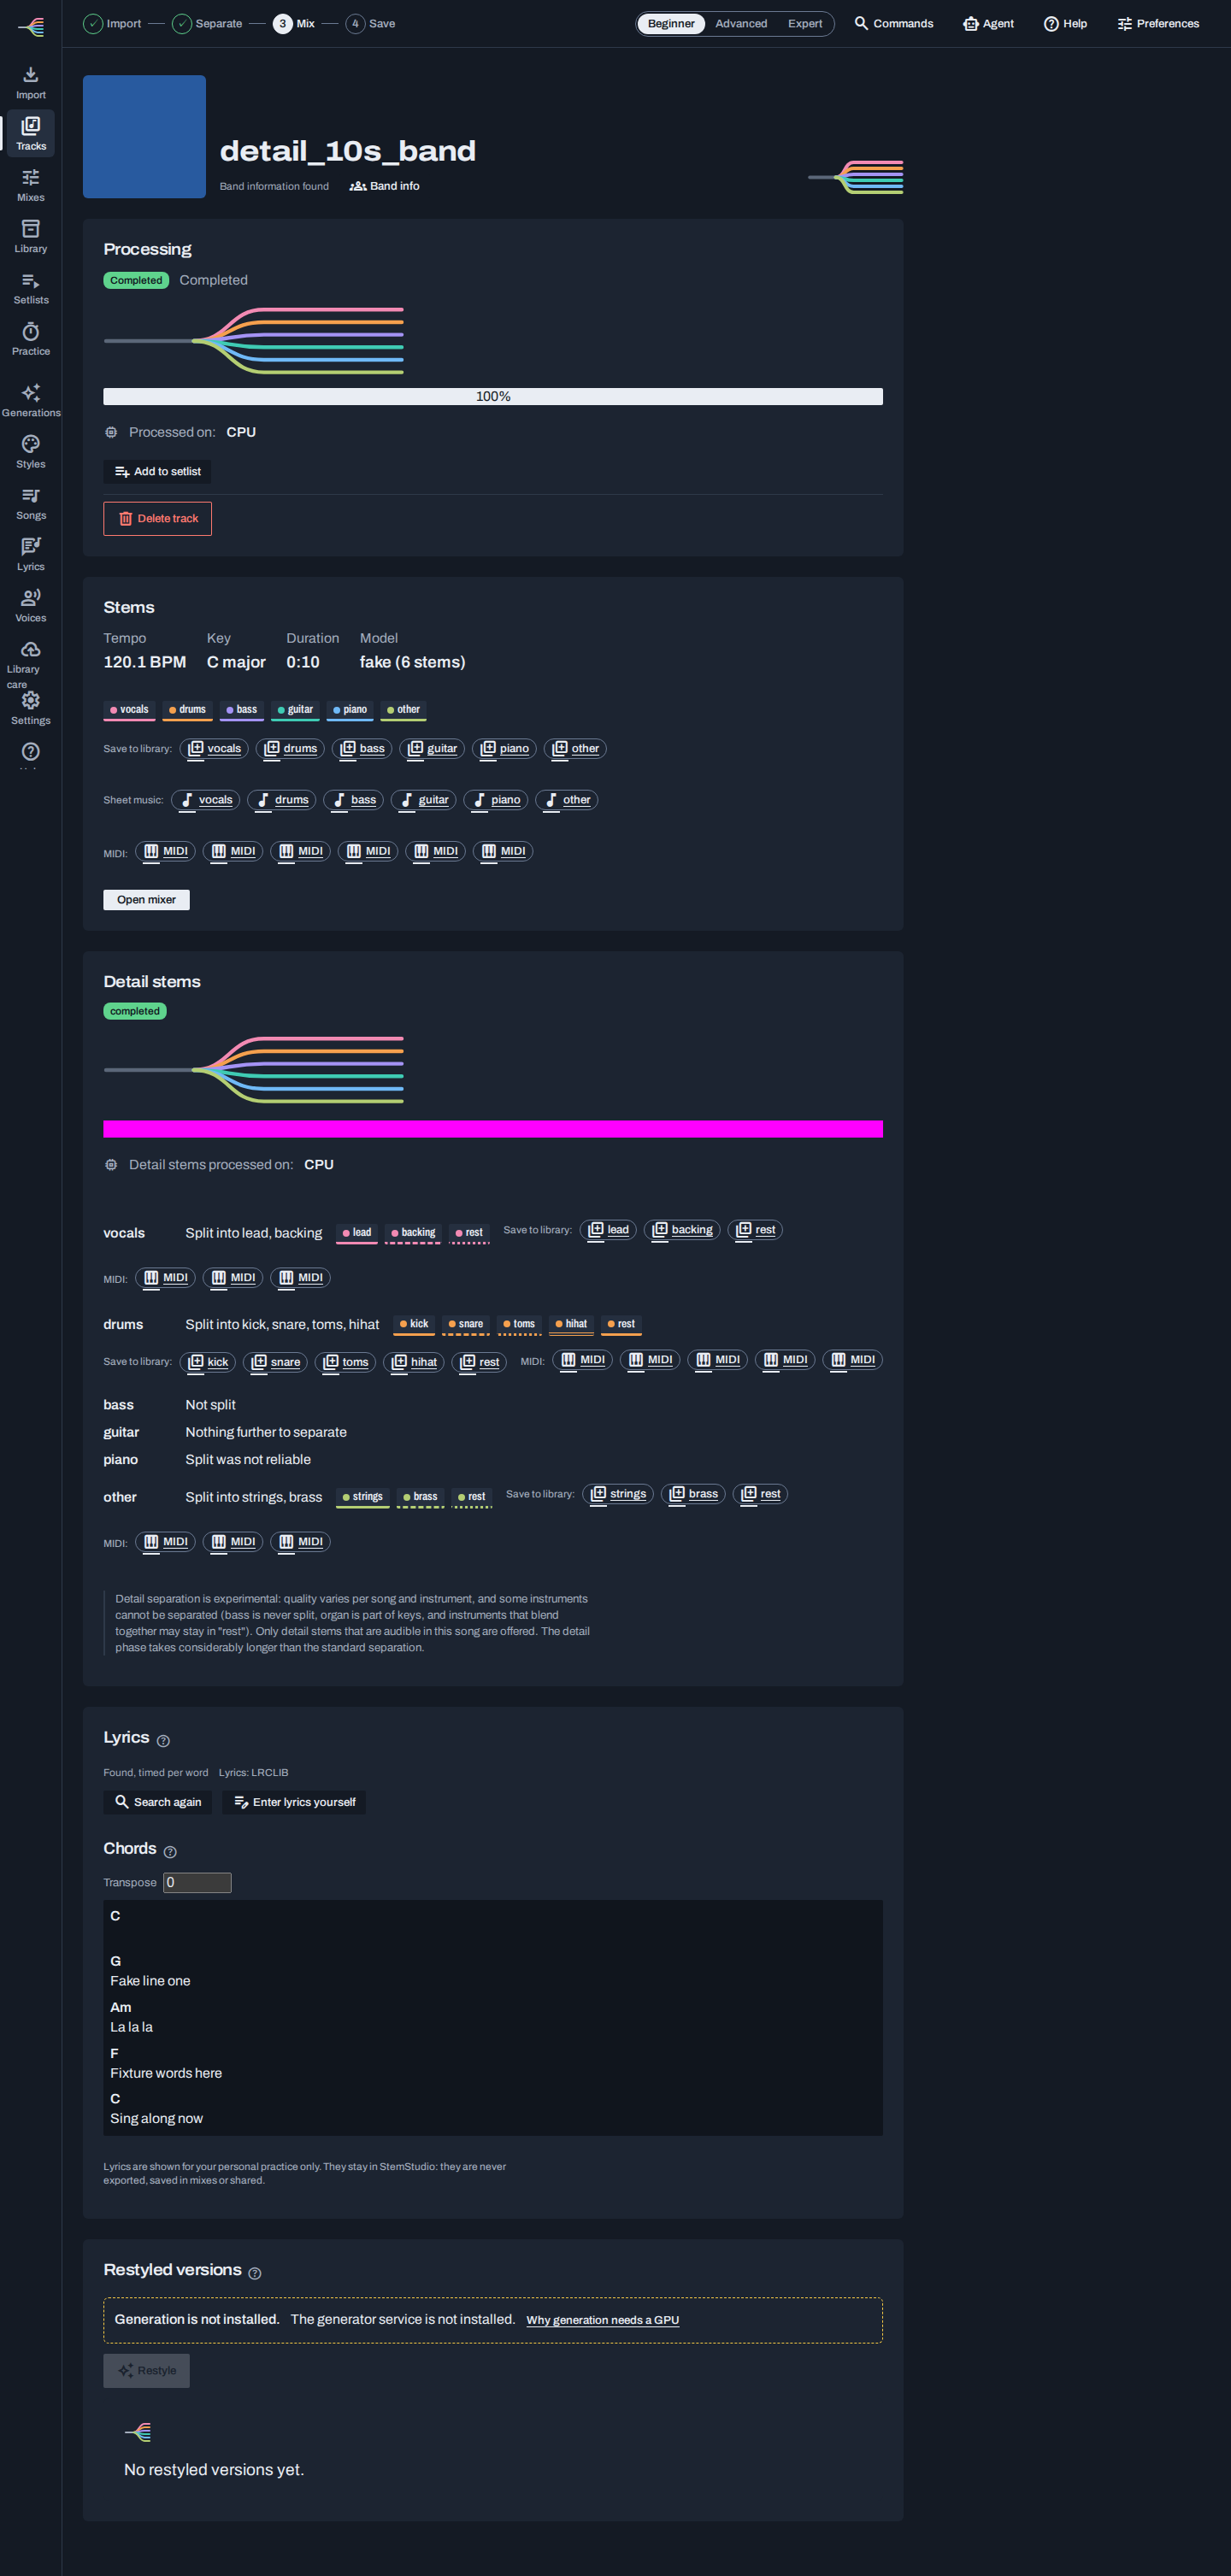 ✓ Import ✓ Separate 3 Mix 4 Save Beginner Advanced Expert Commands Agent Help Preferences
Import
Tracks
Mixes
Library
Setlists
Practice
Generations
Styles
Songs
Lyrics
Voices
Library
care
Settings
detail_10s_band
Band information found Band info
Processing
Completed Completed
100%
Processed on: CPU
Add to setlist
Delete track
Stems
Tempo Key Duration Model
120.1 BPM C major 0:10 fake (6 stems)
vocals drums bass guitar piano other
Save to library: vocals drums bass guitar piano other
Sheet music: vocals drums bass guitar piano other
MIDI: MIDI MIDI MIDI MIDI MIDI MIDI
Open mixer
Detail stems
completed
Detail stems processed on: CPU
vocals Split into lead, backing lead backing rest Save to library: lead backing rest
MIDI: MIDI MIDI MIDI
drums Split into kick, snare, toms, hihat kick snare toms hihat rest
Save to library: kick snare toms hihat rest MIDI: MIDI MIDI MIDI MIDI MIDI
bass Not split
guitar Nothing further to separate
piano Split was not reliable
other Split into strings, brass strings brass rest Save to library: strings brass rest
MIDI: MIDI MIDI MIDI
Detail separation is experimental: quality varies per song and instrument, and some instruments
cannot be separated (bass is never split, organ is part of keys, and instruments that blend
together may stay in "rest"). Only detail stems that are audible in this song are offered. The detail
phase takes considerably longer than the standard separation.
Lyrics
Found, timed per word Lyrics: LRCLIB
Search again Enter lyrics yourself
Chords
Transpose 0
C
G
Fake line one
Am
La la la
F
Fixture words here
C
Sing along now
Lyrics are shown for your personal practice only. They stay in StemStudio: they are never
exported, saved in mixes or shared.
Restyled versions
Generation is not installed. The generator service is not installed. Why generation needs a GPU
Restyle
No restyled versions yet.